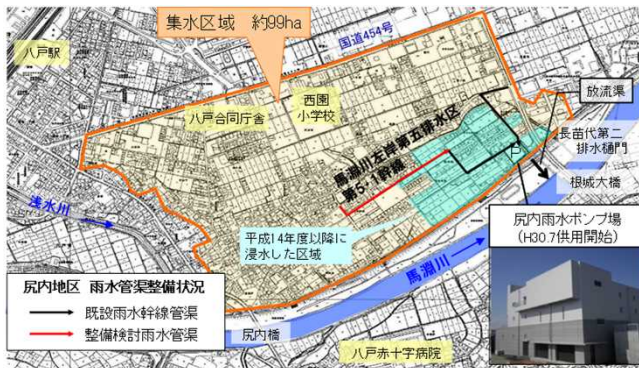 集水区域　約99ha
国道454号
八戸駅
八戸合同庁舎
西園
小学校
放流渠
長苗代第二
排水樋門
馬淵川左岸第五排水区
第5-1幹線
P
根城大橋
浅水川
平成14年度以降に
浸水した区域
馬淵川
尻内雨水ポンプ場
（H30.7供用開始）
尻内地区　雨水管渠整備状況
既設雨水幹線管渠
整備検討雨水管渠
尻内橋
八戸赤十字病院